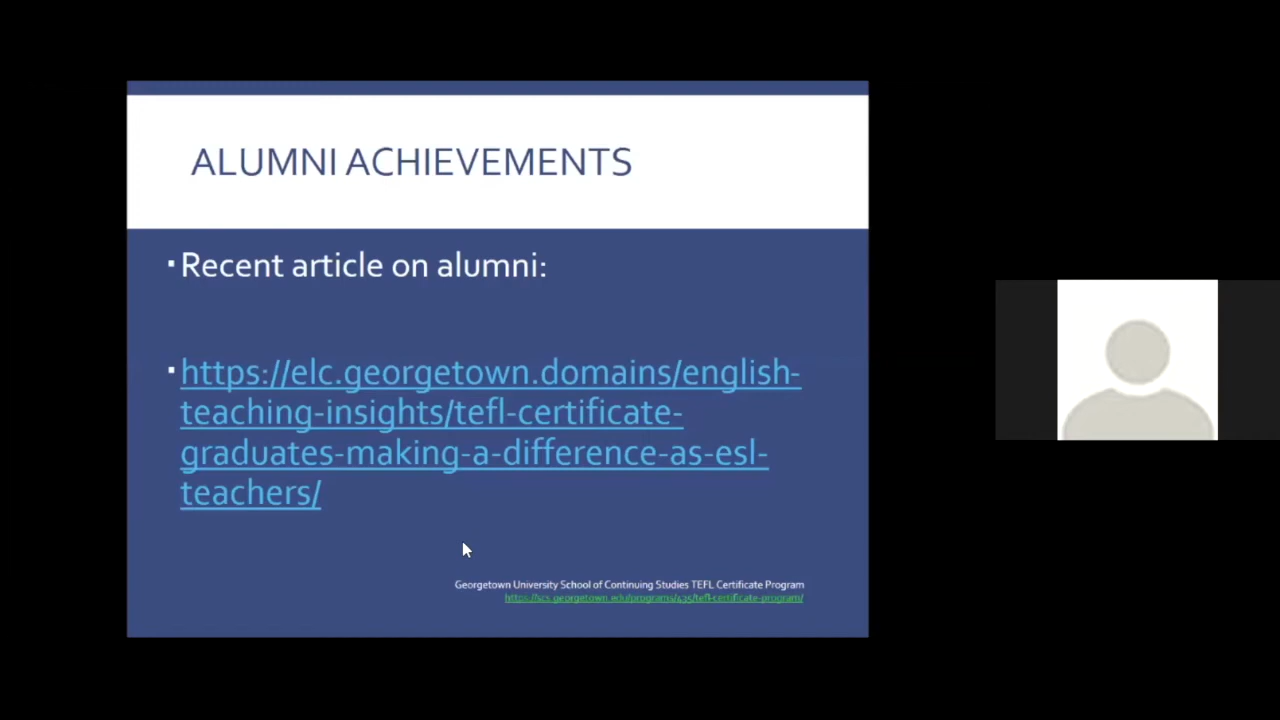 ALUMNI ACHIEVEMENTS
▪Recent article on alumni:
▪https://elc.georgetown.domains/english-
teaching-insights/tefl-certificate-
graduates-making-a-difference-as-esl-
teachers/
Georgetown University School of Continuing Studies TEFL Certificate Program
https://scs.georgetown.edu/programs/435/tefl-certificate-program/